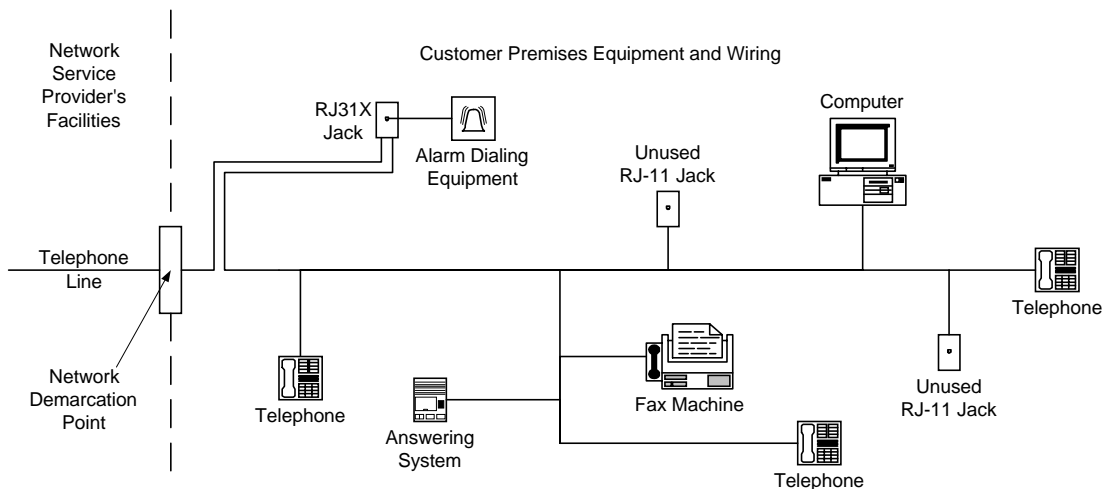 Network
Service
Provider's
Facilities
Customer Premises Equipment and Wiring
RJ31X
Jack
Alarm Dialing
Equipment
Unused
RJ-11 Jack
Computer
Telephone
Line
Telephone
Network
Demarcation
Point
Telephone
Answering
System
Fax Machine
Unused
RJ-11 Jack
Telephone